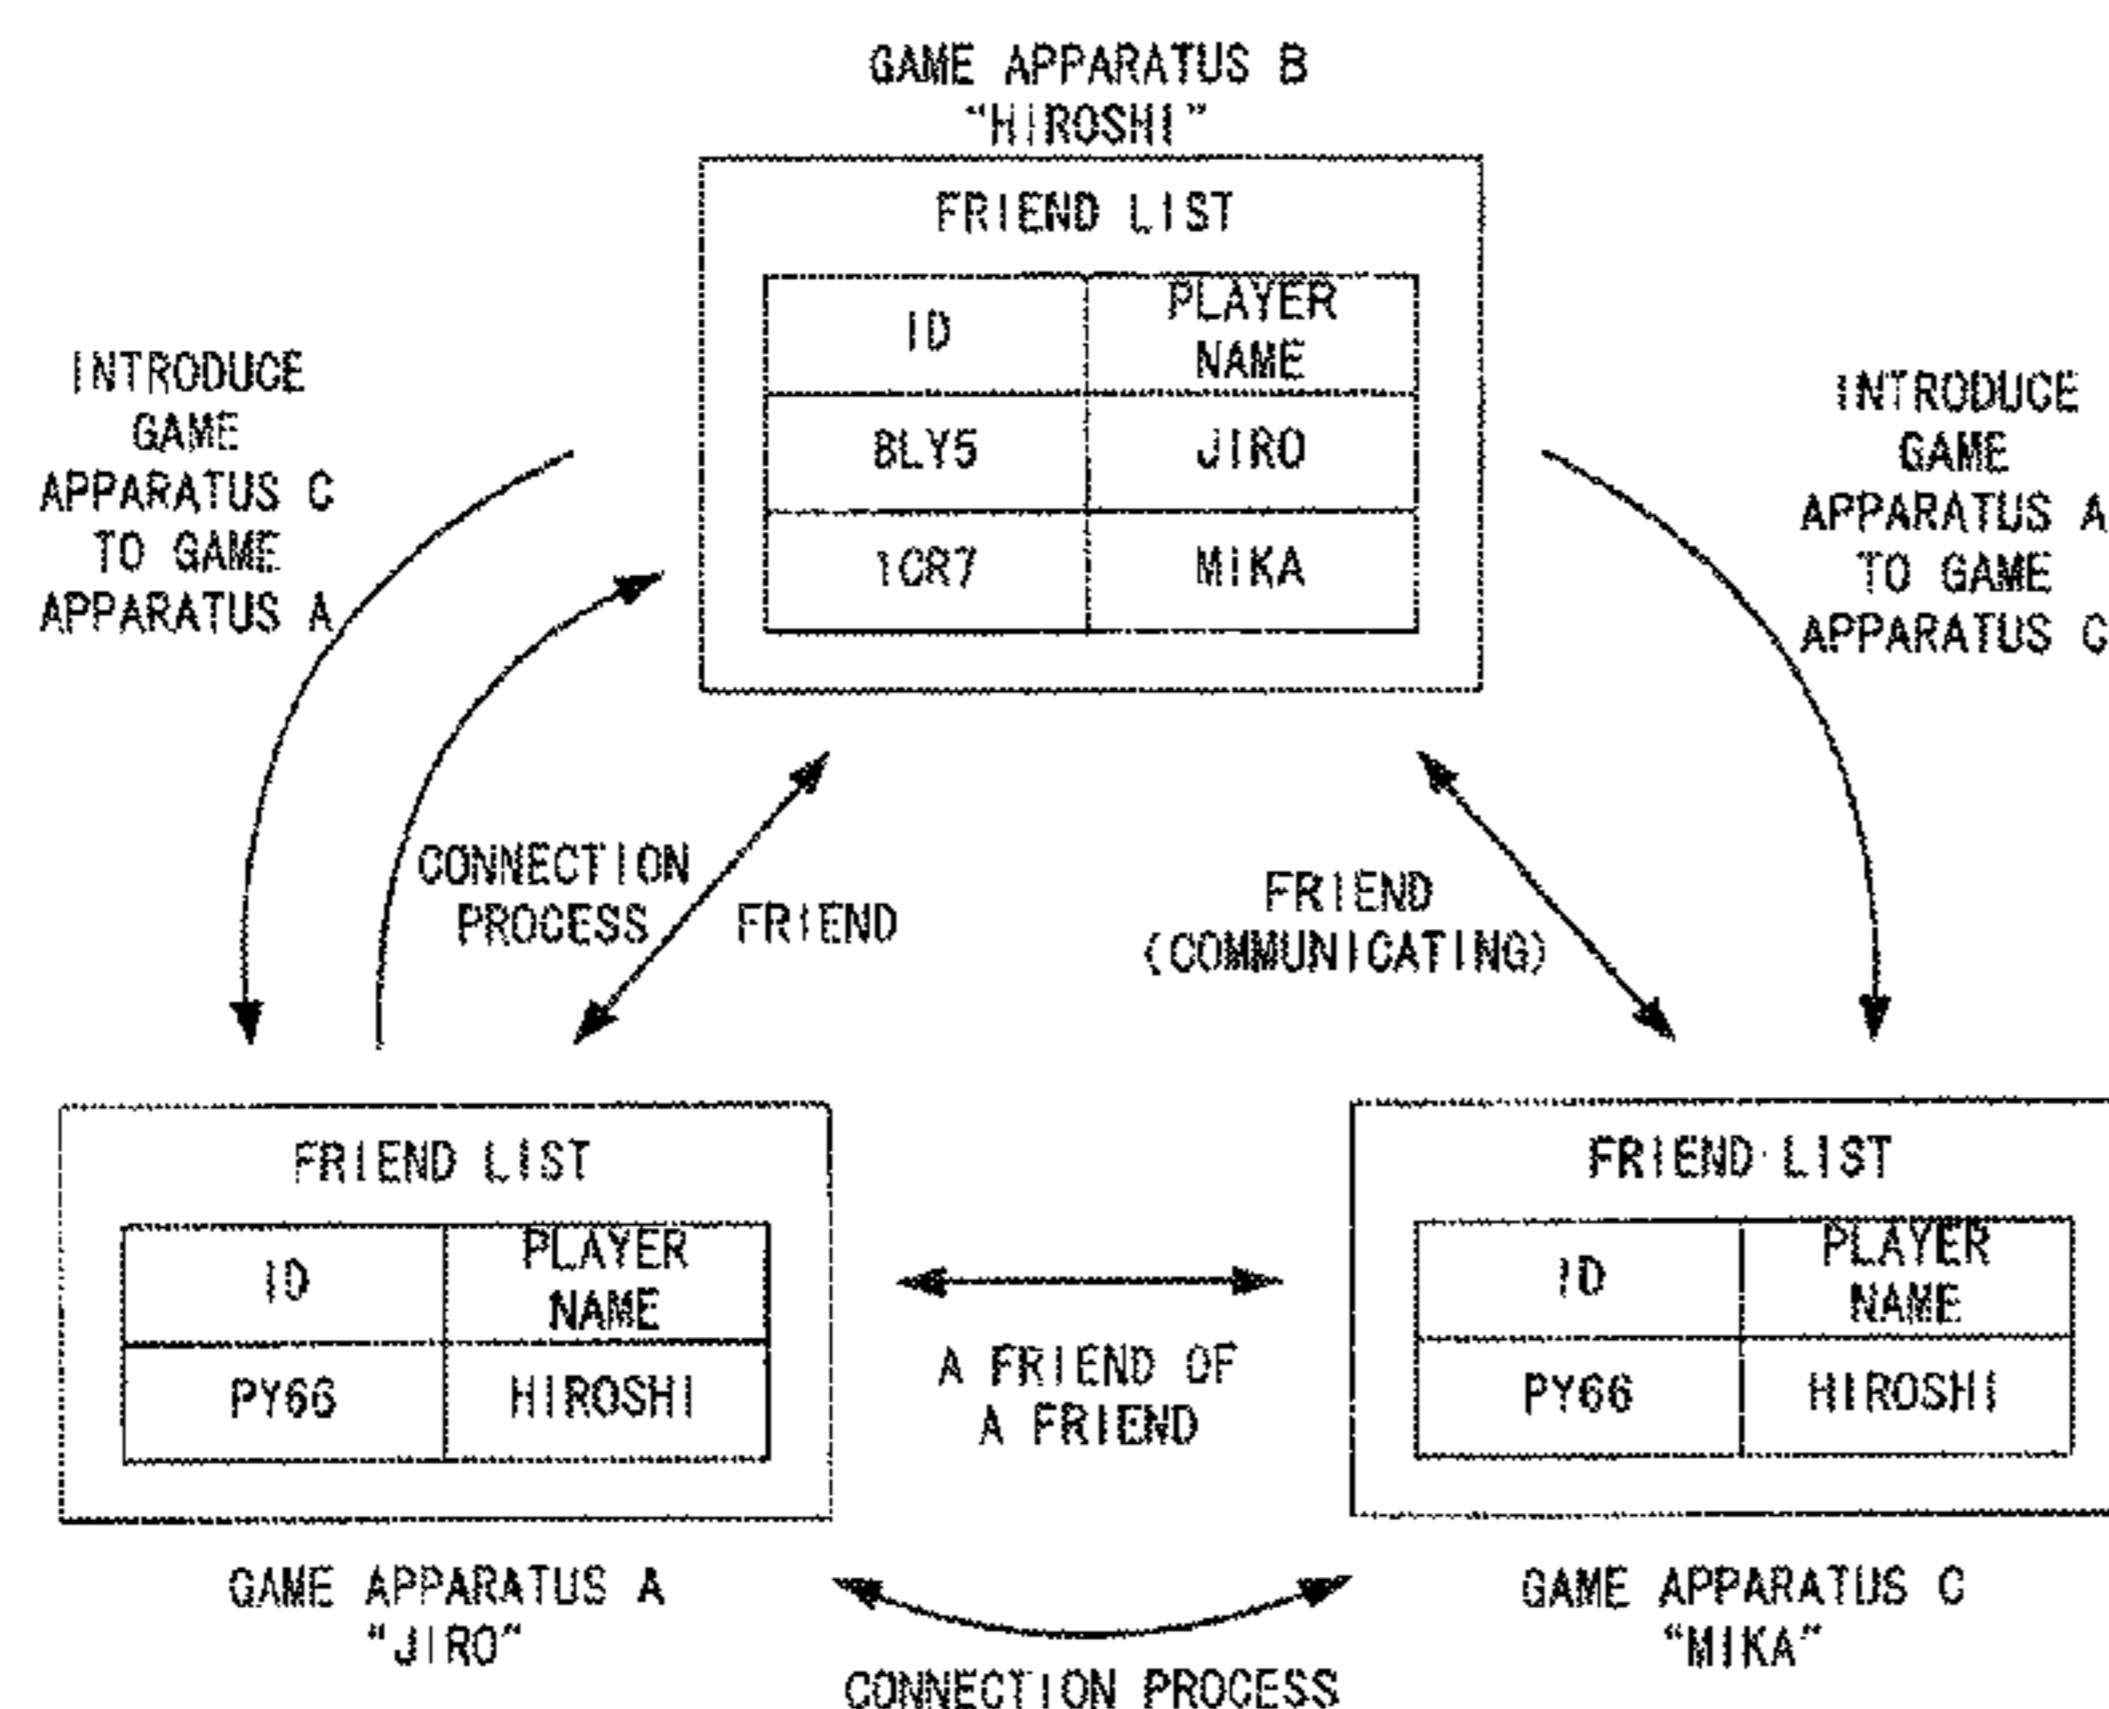 GAME APPARATUS B
"HIROSHI"
FRIEND LIST
ID
PLAYER
NAME
8LY5
JIRO
1CR7
MIKA
INTRODUCE
GAME
APPARATUS C
TO GAME
APPARATUS A
INTRODUCE
GAME
APPARATUS A
TO GAME
APPARATUS C
CONNECTION
PROCESS
FRIEND
FRIEND
(COMMUNICATING)
FRIEND LIST
ID
PLAYER
NAME
PY66
HIROSHI
GAME APPARATUS A
"JIRO"
A FRIEND OF
A FRIEND
FRIEND LIST
ID
PLAYER
NAME
PY66
HIROSHI
GAME APPARATUS C
"MIKA"
CONNECTION PROCESS